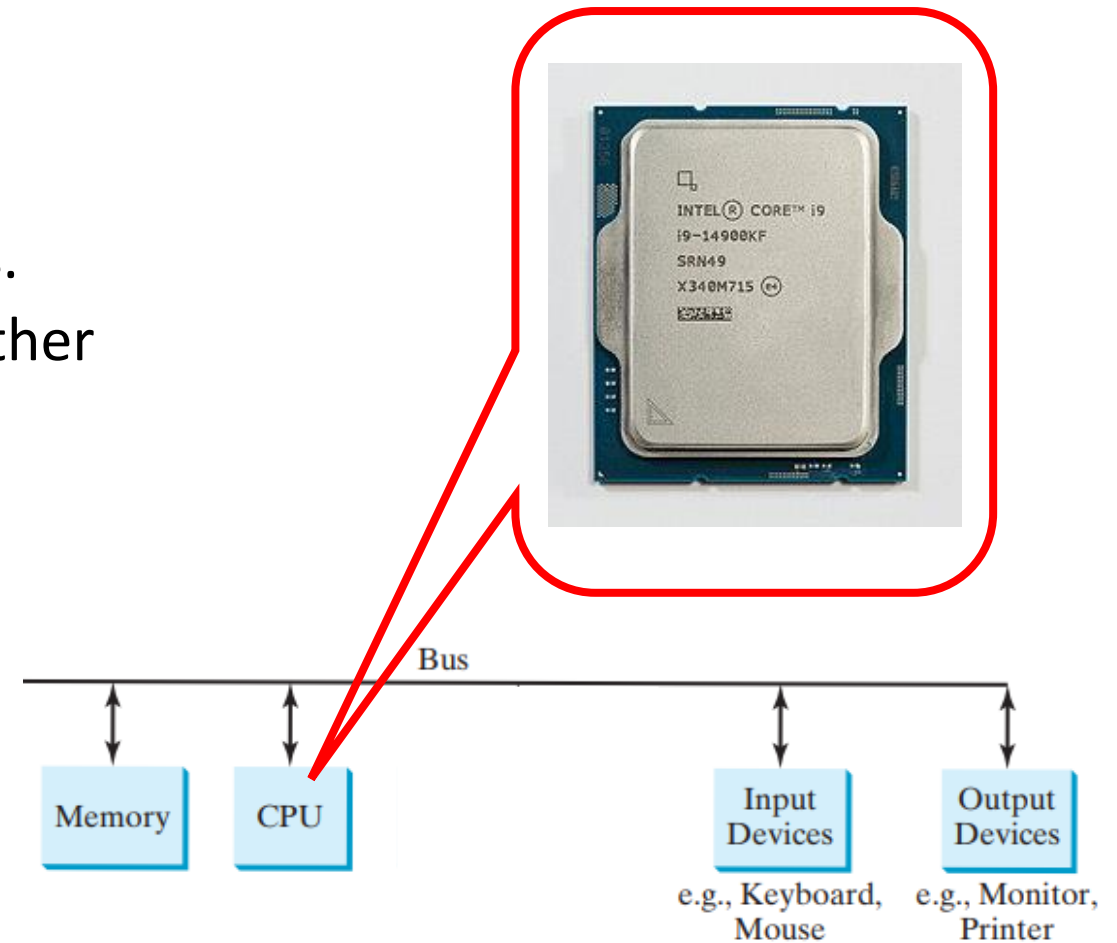 INTEL® CORE™ i9
i9-14900KF
SRN49
X340M715 e4
.
ther
Bus
Memory
CPU
Input
Devices
Output
Devices
e.g., Keyboard,
Mouse
e.g., Monitor,
Printer